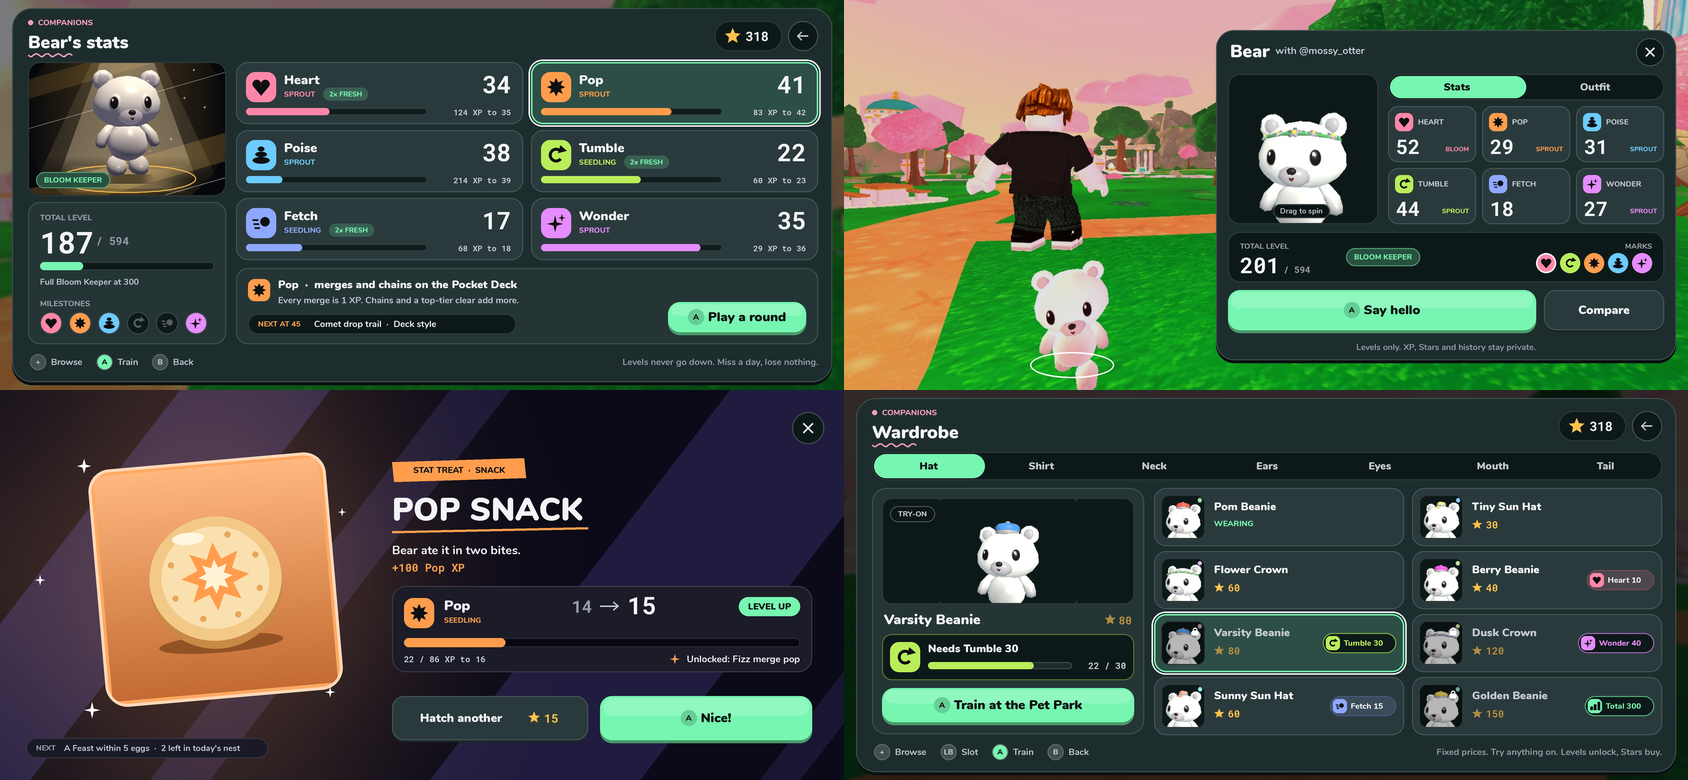 COMPANIONS
Bear's stats
318
BLOOM KEEPER
TOTAL LEVEL
187 / 594
Full Bloom Keeper at 300
MILESTONES
Heart
SPROUT 2x FRESH
34
124 XP to 35
Pop
SPROUT
41
83 XP to 42
Poise
SPROUT
38
214 XP to 39
Tumble
SEEDLING 2x FRESH
22
60 XP to 23
Fetch
SEEDLING 2x FRESH
17
68 XP to 18
Wonder
SPROUT
35
29 XP to 36
Pop · merges and chains on the Pocket Deck
Every merge is 1 XP. Chains and a top-tier clear add more.
NEXT AT 45 Comet drop trail · Deck style
A Play a round
+ Browse A Train B Back
Levels never go down. Miss a day, lose nothing.
Bear with @mossy_otter
Drag to spin
Stats Outfit
HEART
52 BLOOM
POP
29 SPROUT
POISE
31 SPROUT
TUMBLE
44 SPROUT
FETCH
18
WONDER
27 SPROUT
TOTAL LEVEL
201 / 594
BLOOM KEEPER
MARKS
A Say hello
Compare
Levels only. XP, Stars and history stay private.
STAT TREAT · SNACK
POP SNACK
Bear ate it in two bites.
+100 Pop XP
Pop
SEEDLING
14 → 15
LEVEL UP
22 / 86 XP to 16
Unlocked: Fizz merge pop
Hatch another 15
A Nice!
NEXT A Feast within 5 eggs · 2 left in today's nest
COMPANIONS
Wardrobe
318
Hat Shirt Neck Ears Eyes Mouth Tail
TRY-ON
Varsity Beanie 80
Needs Tumble 30
22 / 30
A Train at the Pet Park
Pom Beanie
WEARING
Tiny Sun Hat
30
Flower Crown
60
Berry Beanie
40
Heart 10
Varsity Beanie
80
Tumble 30
Dusk Crown
120
Wonder 40
Sunny Sun Hat
60
Fetch 15
Golden Beanie
150
Total 300
+ Browse LB Slot A Train B Back
Fixed prices. Try anything on. Levels unlock, Stars buy.